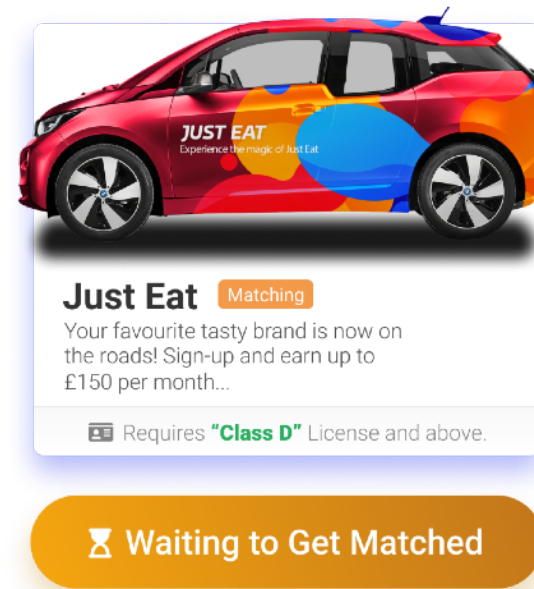 JUST EAT
Experience the magic of Just Eat
Just Eat Matching
Your favourite tasty brand is now on
the roads! Sign-up and earn up to
£150 per month...
Requires “Class D” License and above.
Waiting to Get Matched